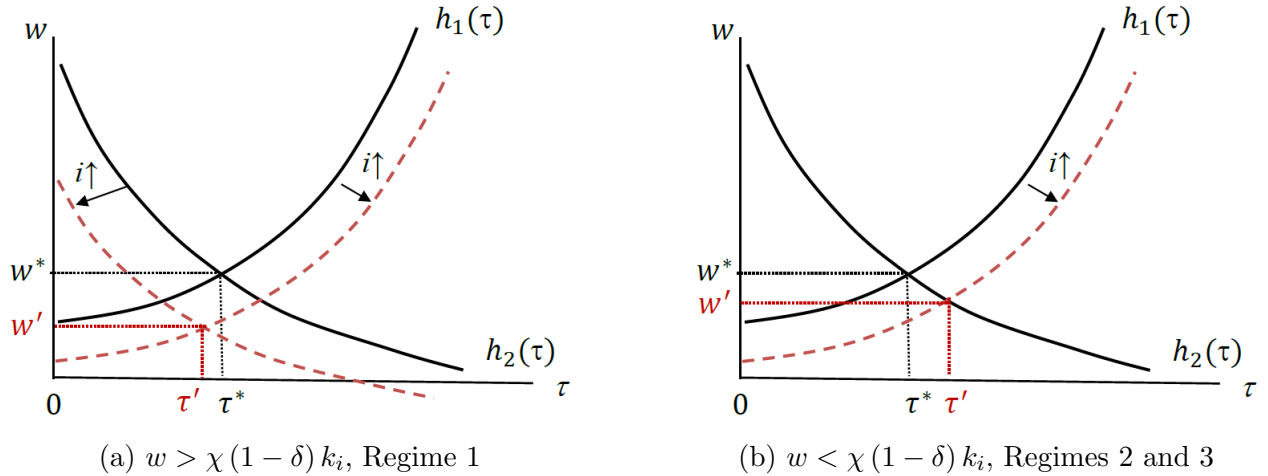 w
h₁(τ)
i↑
i↑
w*
w′
h₂(τ)
0
τ′
τ*
τ
(a) w > χ (1 − δ) kᵢ, Regime 1
w
h₁(τ)
i↑
w*
w′
h₂(τ)
0
τ*
τ′
τ
(b) w < χ (1 − δ) kᵢ, Regimes 2 and 3